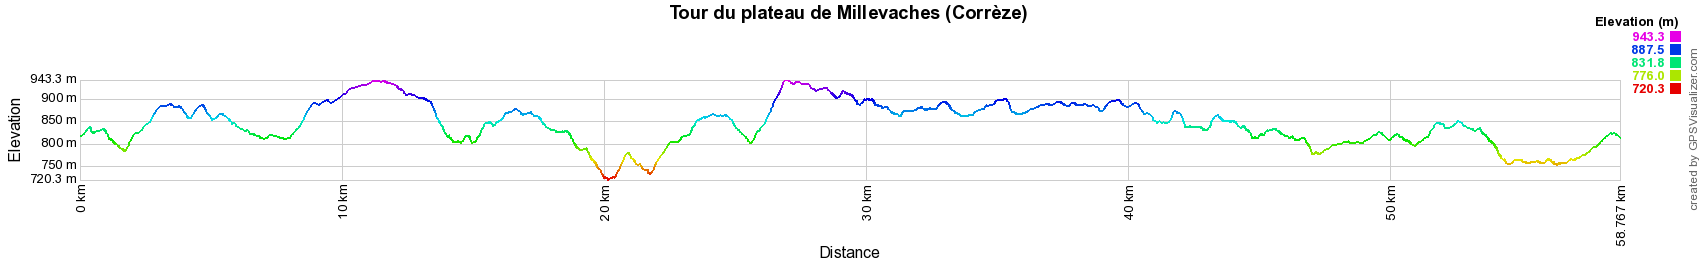 Tour du plateau de Millevaches (Corrèze)
Elevation (m)
943.3
887.5
831.8
776.0
720.3
Elevation
943.3 m
900 m
850 m
800 m
750 m
720.3 m
0 km
10 km
20 km
30 km
40 km
50 km
58.767 km
Distance
created by GPSVisualizer.com